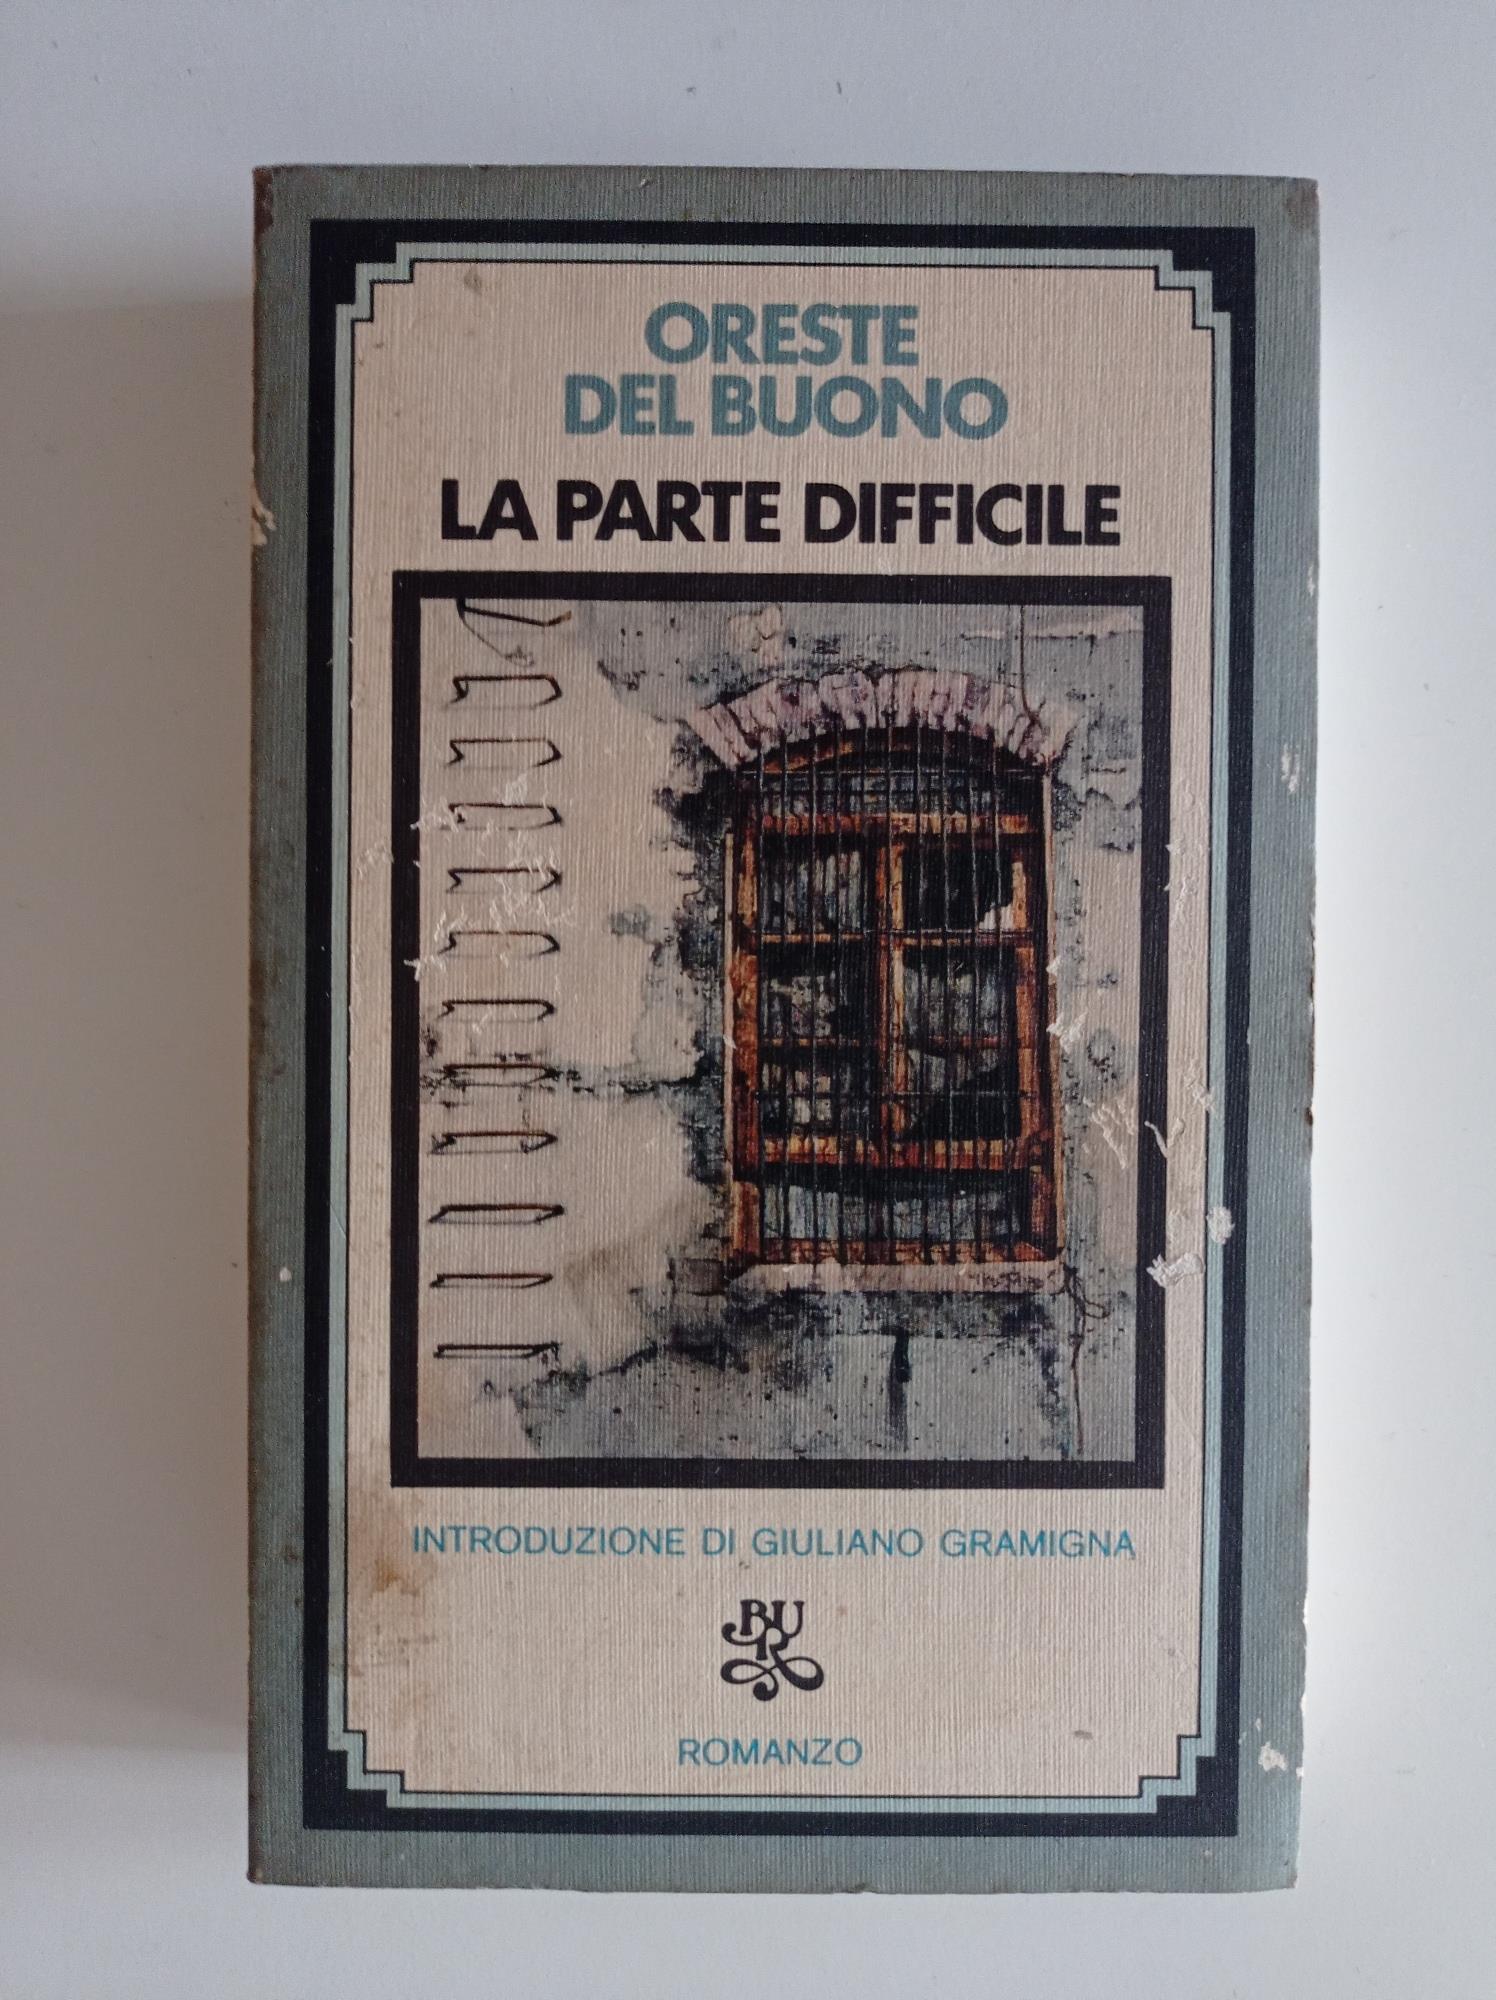 ORESTE
DEL BUONO
LA PARTE DIFFICILE
INTRODUZIONE DI GIULIANO GRAMIGNA
BUR
ROMANZO